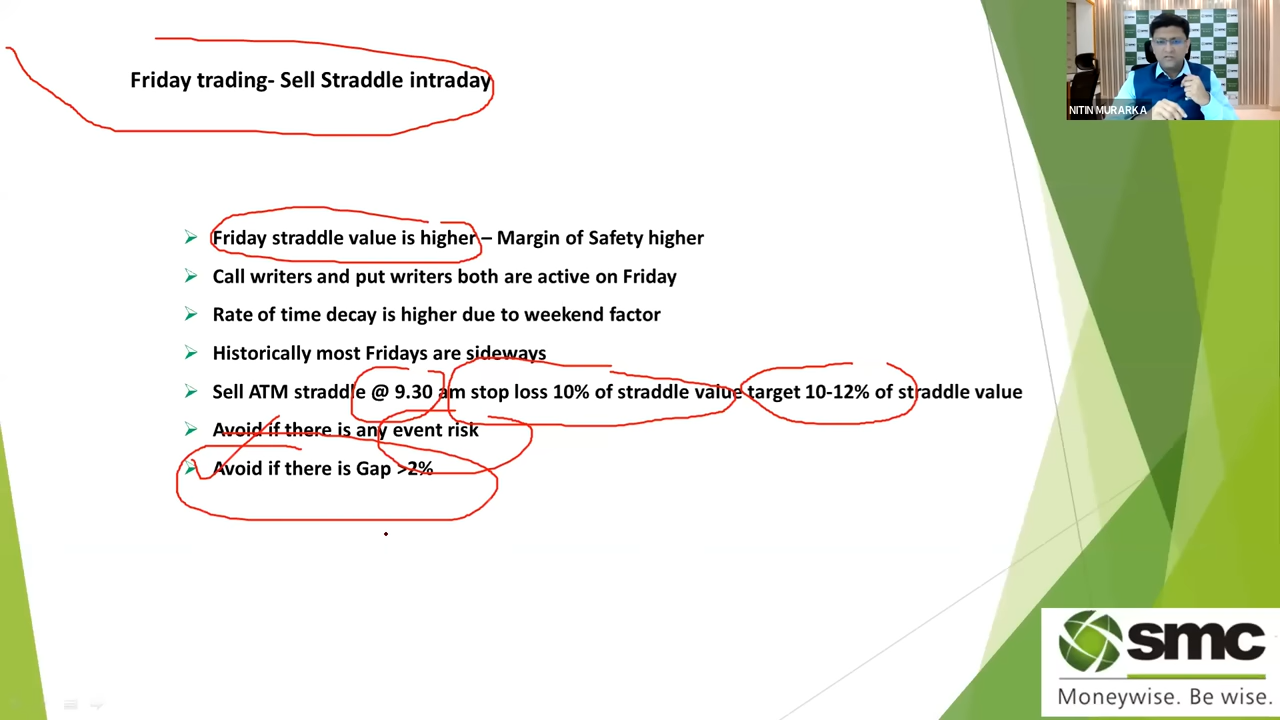 Friday trading- Sell Straddle intraday
smc
NITIN MURARKA
Friday straddle value is higher – Margin of Safety higher
Call writers and put writers both are active on Friday
Rate of time decay is higher due to weekend factor
Historically most Fridays are sideways
Sell ATM straddle @ 9.30 am stop loss 10% of straddle value target 10-12% of straddle value
Avoid if there is any event risk
Avoid if there is Gap >2%
smc
Moneywise. Be wise.